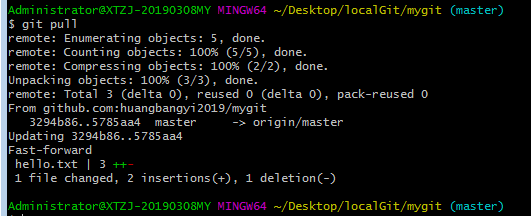 Administrator@XTZJ-20190308MY MINGW64 ~/Desktop/localGit/mygit (master)
$ git pull
remote: Enumerating objects: 5, done.
remote: Counting objects: 100% (5/5), done.
remote: Compressing objects: 100% (2/2), done.
Unpacking objects: 100% (3/3), done.
remote: Total 3 (delta 0), reused 0 (delta 0), pack-reused 0
From github.com:huangbangyi2019/mygit
   3294b86..5785aa4  master     -> origin/master
Updating 3294b86..5785aa4
Fast-forward
 hello.txt | 3 ++-
 1 file changed, 2 insertions(+), 1 deletion(-)
Administrator@XTZJ-20190308MY MINGW64 ~/Desktop/localGit/mygit (master)